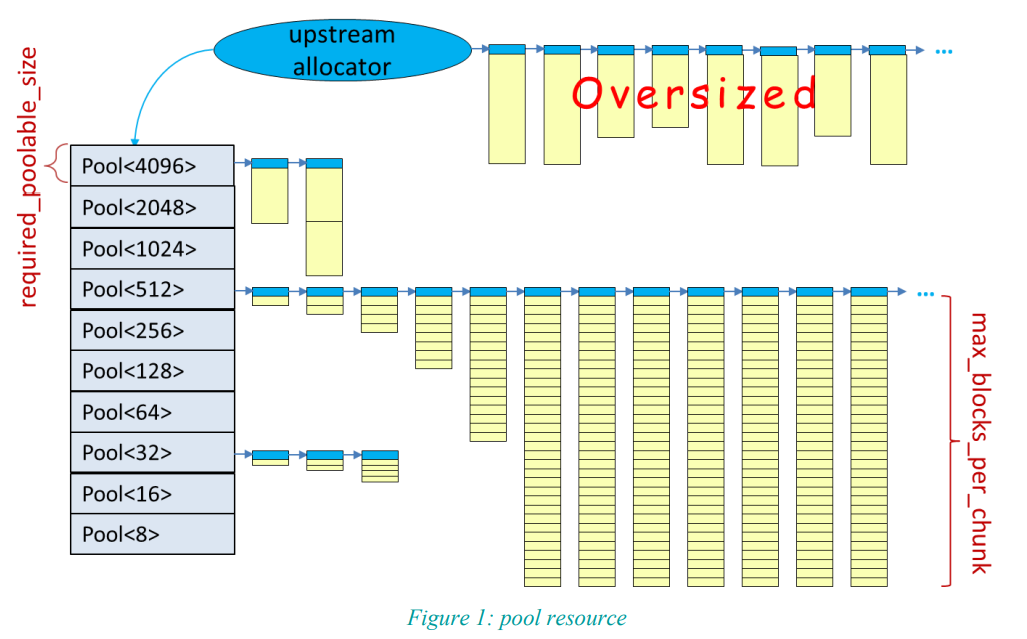 upstream
allocator
...
Oversized
required_poolable_size
Pool<4096>
Pool<2048>
Pool<1024>
Pool<512>
...
Pool<256>
Pool<128>
Pool<64>
Pool<32>
Pool<16>
Pool<8>
max_blocks_per_chunk
Figure 1: pool resource